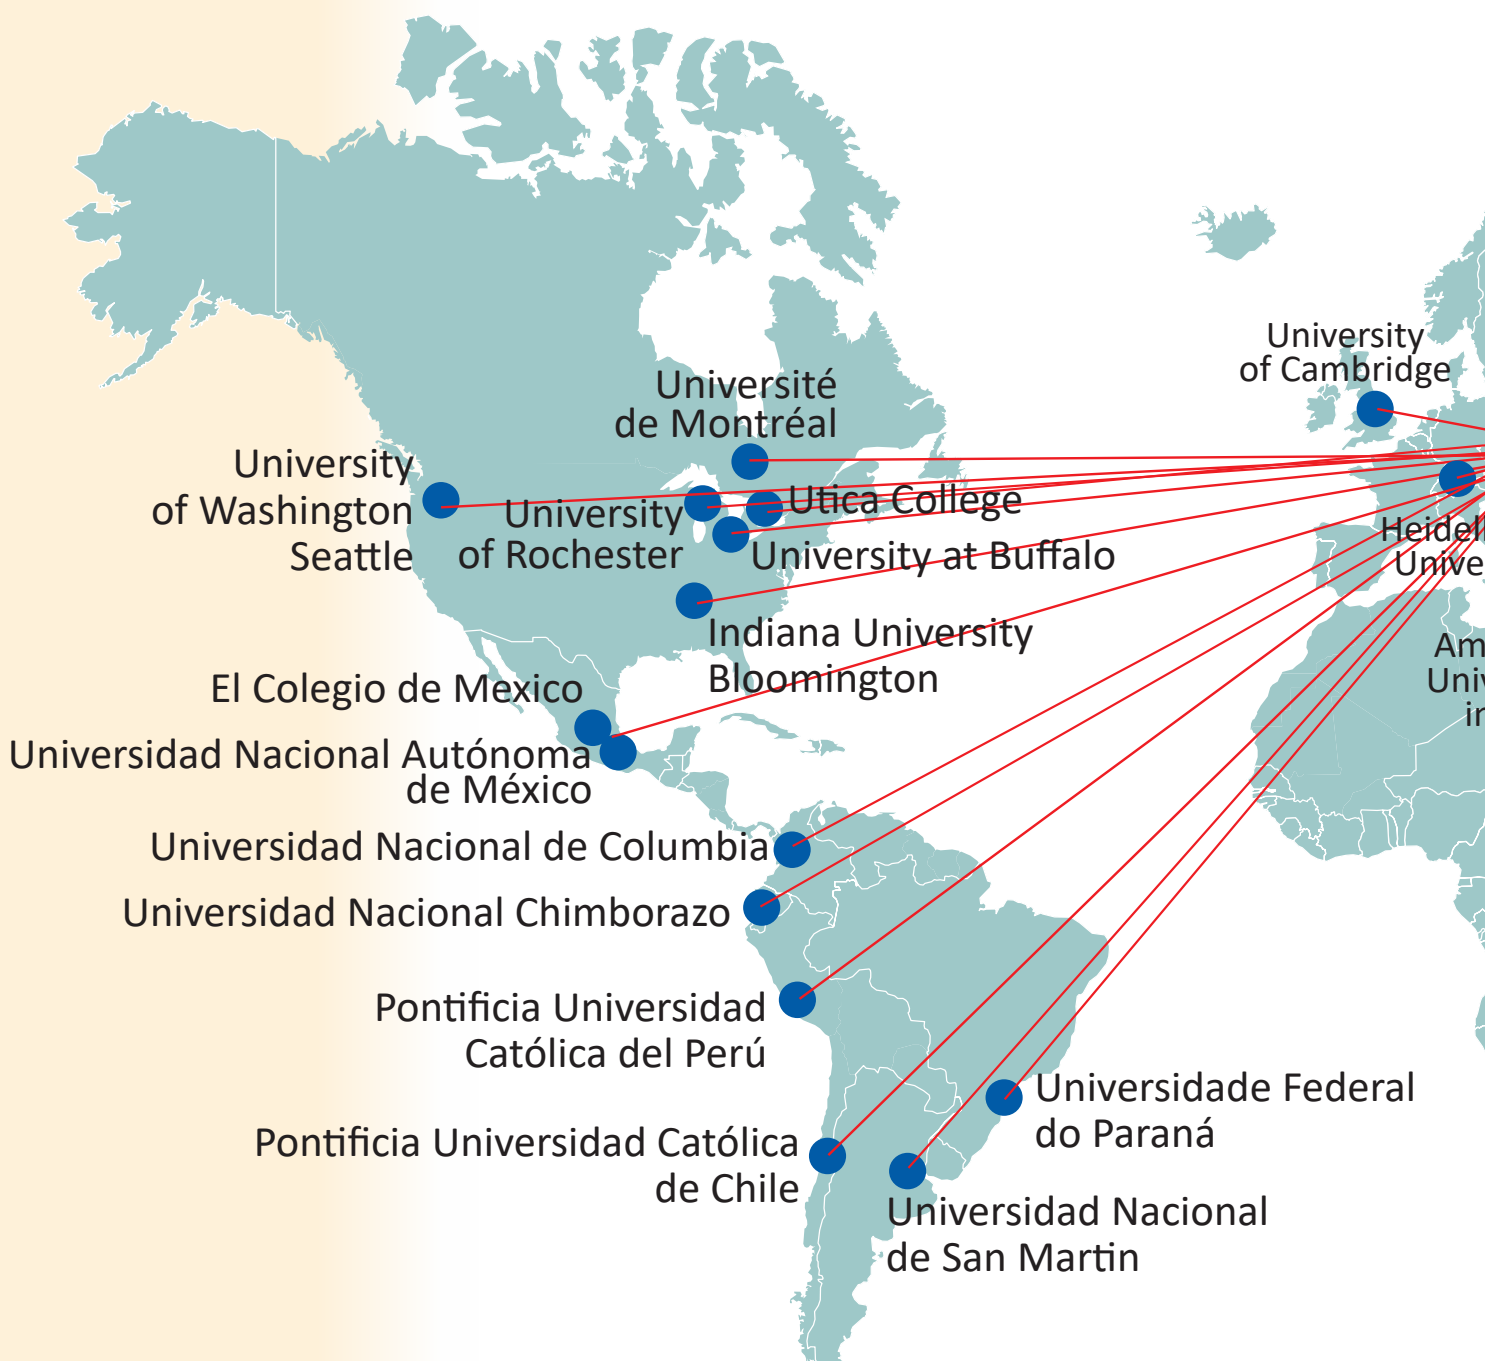 University
of Cambridge
Université
de Montréal
University
of Washington
Seattle
University
of Rochester
Utica College
University at Buffalo
Indiana University
Bloomington
El Colegio de Mexico
Universidad Nacional Autónoma
de México
Universidad Nacional de Columbia
Universidad Nacional Chimborazo
Pontificia Universidad
Católica del Perú
Pontificia Universidad Católica
de Chile
Universidade Federal
do Paraná
Universidad Nacional
de San Martin